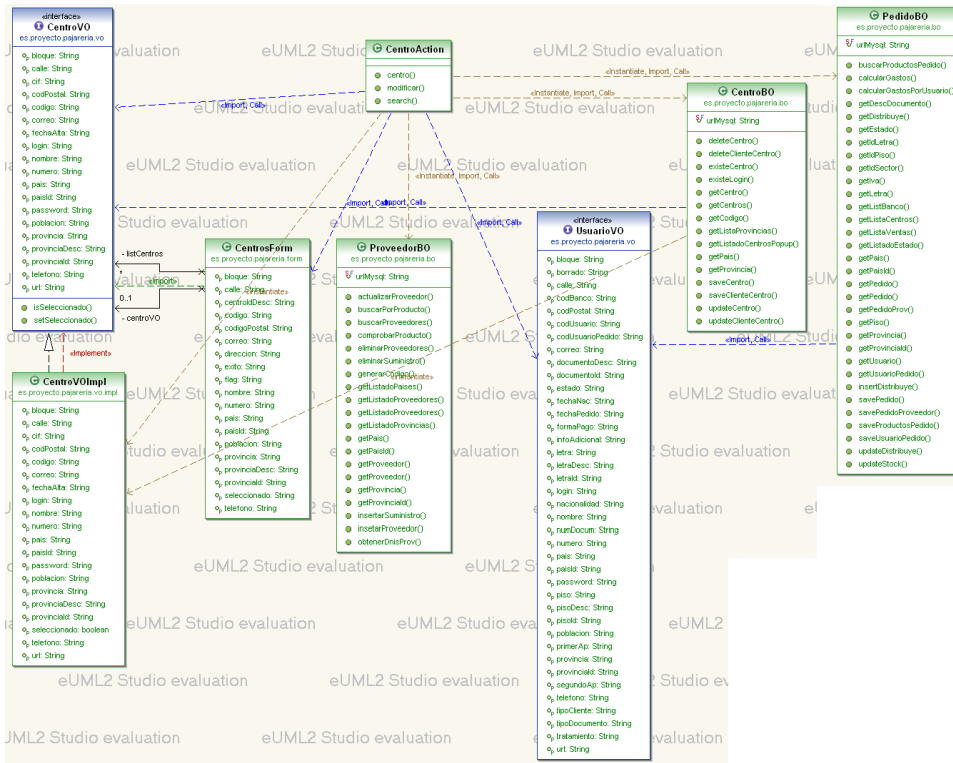 «interface»
CentroVO
es.proyecto.pajareria.vo
bloque: String
calle: String
cif: String
codPostal: String
codigo: String
correo: String
fechaAlta: String
login: String
nombre: String
numero: String
pais: String
paisId: String
password: String
poblacion: String
provincia: String
provinciaDesc: String
provinciaId: String
telefono: String
url: String
isSeleccionado()
setSeleccionado()
CentroAction
centro()
modificar()
search()
PedidoBO
es.proyecto.pajareria.bo
urlMysql: String
buscarProductosPedido()
calcularGastos()
calcularGastosPorUsuario()
getDescDocumento()
getDistribuye()
getEstado()
getIdLetra()
getIdPiso()
getIdSector()
getIva()
getLetra()
getListBanco()
getListaCentros()
getListaVentas()
getListadoEstado()
getPais()
getPaisId()
getPedido()
getPedidoProv()
getPiso()
getProvincia()
getProvinciaId()
getUsuario()
getUsuarioPedido()
insertDistribuye()
savePedido()
savePedidoProveedor()
saveProductosPedido()
saveUsuarioPedido()
updateDistribuye()
updateStock()
CentroBO
es.proyecto.pajareria.bo
urlMysql: String
deleteCentro()
deleteClienteCentro()
existeCentro()
existeLogin()
getCentro()
getCentros()
getCodigo()
getListaProvincias()
getListadoCentrosPopup()
getPais()
getProvincia()
saveCentro()
saveClienteCentro()
updateCentro()
updateClienteCentro()
«Instantiate, Import, Call»
«Instantiate, Import, Call»
«Import, Call»
«Instantiate, Import, Call»
«Import, Call»
«Import, Call»
«Import, Call»
«Import, Call»
- listCentros
*
«Import»
0..1
- centroVO
«Instantiate»
«Instantiate»
«Implement»
CentrosForm
es.proyecto.pajareria.form
bloque: String
calle: String
centroIdDesc: String
codigo: String
codigoPostal: String
correo: String
direccion: String
exito: String
flag: String
nombre: String
numero: String
pais: String
paisId: String
poblacion: String
provincia: String
provinciaDesc: String
provinciaId: String
seleccionado: String
telefono: String
ProveedorBO
es.proyecto.pajareria.bo
urlMysql: String
actualizarProveedor()
buscarPorProducto()
buscarProveedores()
comprobarProducto()
eliminarProveedores()
eliminarSuministro()
generarCodigo()
getListadoPaises()
getListadoProveedores()
getListadoProveedores()
getListadoProvincias()
getPais()
getPaisId()
getProveedor()
getProveedor()
getProvincia()
getProvinciaId()
insertarSuministro()
insetarProveedor()
obtenerDnisProv()
«interface»
UsuarioVO
es.proyecto.pajareria.vo
bloque: String
borrado: String
calle: String
codBanco: String
codPostal: String
codUsuario: String
codUsuarioPedido: String
correo: String
documentoDesc: String
documentoId: String
estado: String
fechaNac: String
fechaPedido: String
formaPago: String
infoAdicional: String
letra: String
letraDesc: String
letraId: String
login: String
nacionalidad: String
nombre: String
numDocum: String
numero: String
pais: String
paisId: String
password: String
piso: String
pisoDesc: String
pisoId: String
poblacion: String
primerAp: String
provincia: String
provinciaId: String
segundoAp: String
telefono: String
tipoCliente: String
tipoDocumento: String
tratamiento: String
url: String
CentroVOImpl
es.proyecto.pajareria.vo.impl
bloque: String
calle: String
cif: String
codPostal: String
codigo: String
correo: String
fechaAlta: String
login: String
nombre: String
numero: String
pais: String
paisId: String
password: String
poblacion: String
provincia: String
provinciaDesc: String
provinciaId: String
seleccionado: boolean
telefono: String
url: String
eUML2 Studio evaluation